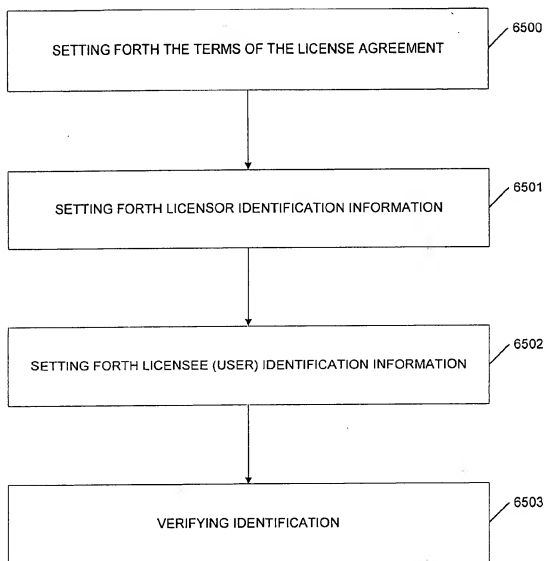 6500
SETTING FORTH THE TERMS OF THE LICENSE AGREEMENT
6501
SETTING FORTH LICENSOR IDENTIFICATION INFORMATION
6502
SETTING FORTH LICENSEE (USER) IDENTIFICATION INFORMATION
6503
VERIFYING IDENTIFICATION